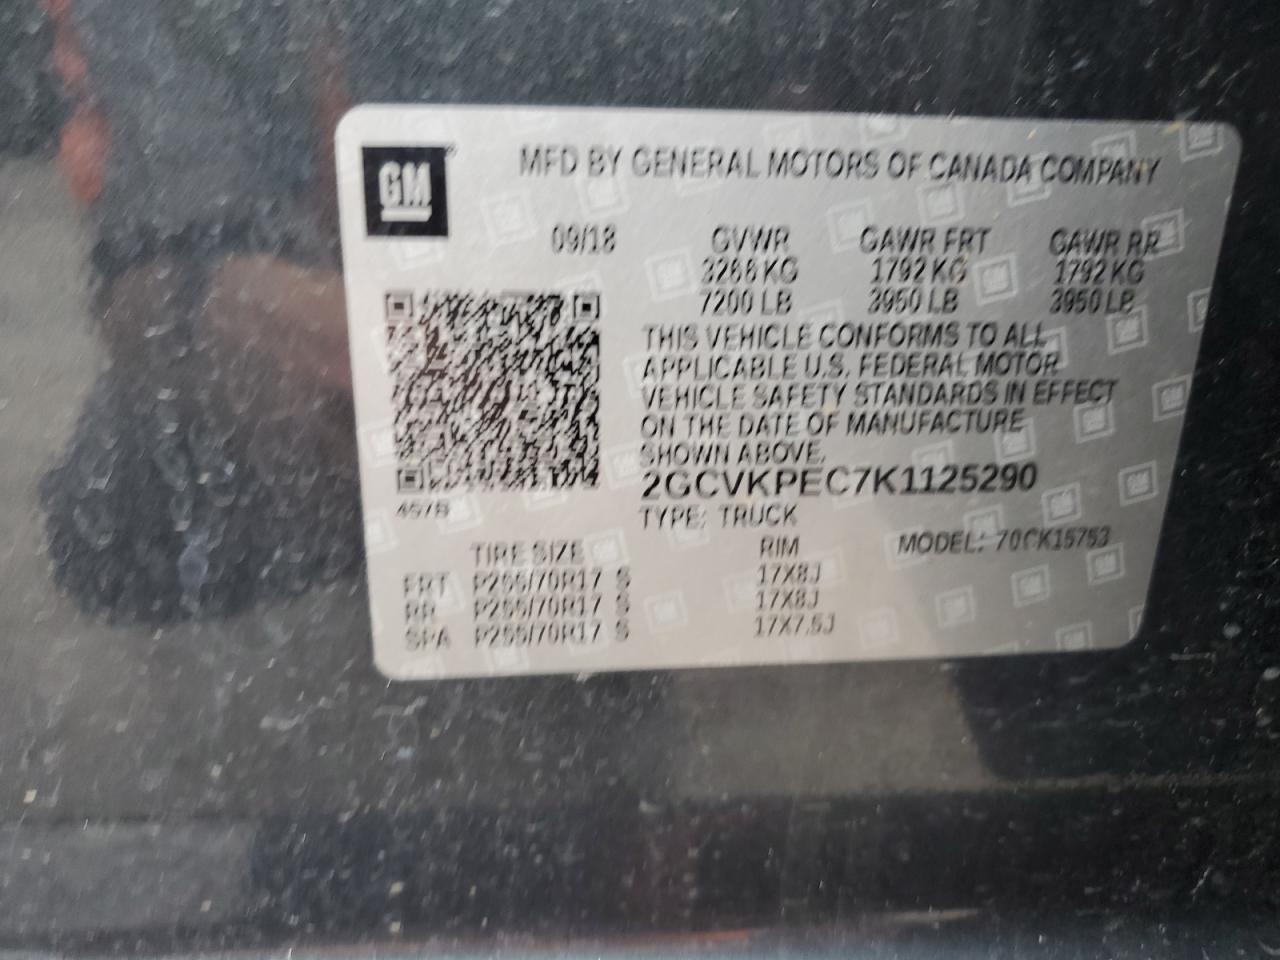 GM
MFD BY GENERAL MOTORS OF CANADA COMPANY
09/18 GVWR GAWR FRT GAWR RR
3266 KG 1792 KG 1792 KG
7200 LB 3950 LB 3950 LB
THIS VEHICLE CONFORMS TO ALL
APPLICABLE U.S. FEDERAL MOTOR
VEHICLE SAFETY STANDARDS IN EFFECT
ON THE DATE OF MANUFACTURE
SHOWN ABOVE.
2GCVKPEC7K1125290
TYPE: TRUCK
MODEL: 70CK15753
TIRE SIZE RIM
FRT P255/70R17 S 17X8J
RR P255/70R17 S 17X8J
SPA P255/70R17 S 17X7.5J